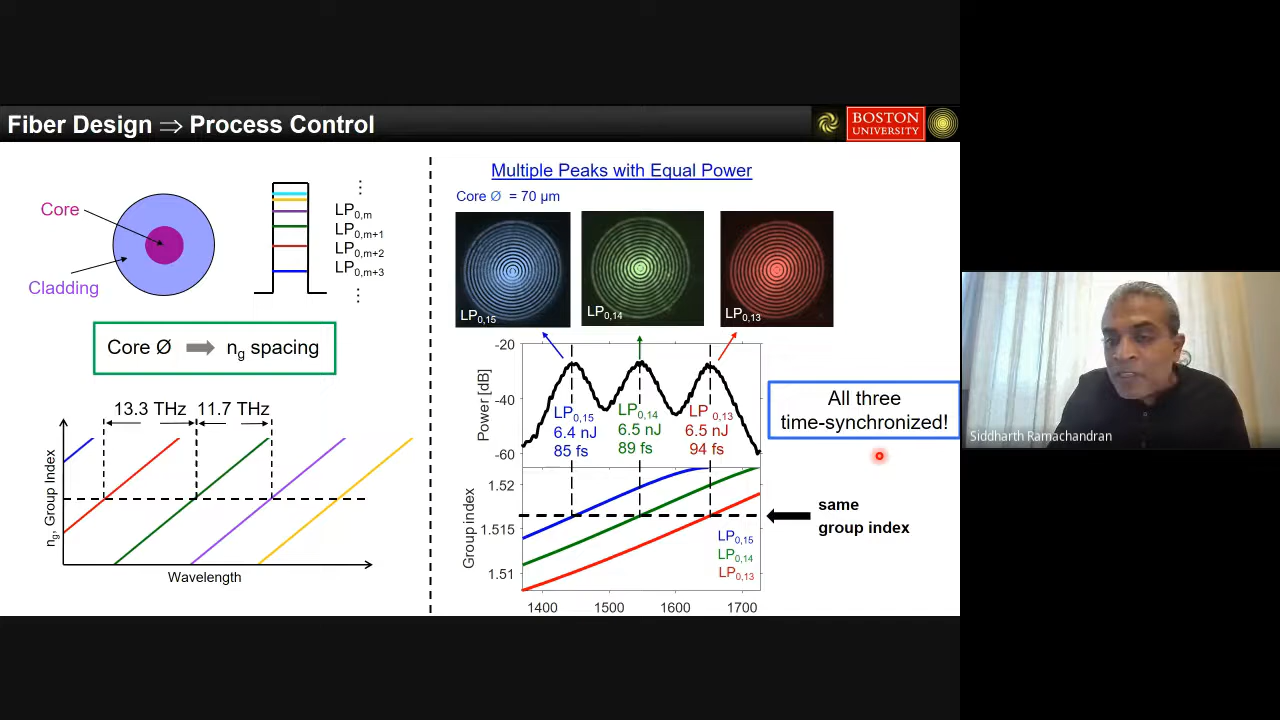 Fiber Design ⇒ Process Control
BOSTON
UNIVERSITY
Core
Cladding
⋮
LP0,m
LP0,m+1
LP0,m+2
LP0,m+3
⋮
Core Ø ➡ ng spacing
13.3 THz
11.7 THz
ng, Group Index
Wavelength
Multiple Peaks with Equal Power
Core Ø = 70 μm
LP0,15
LP0,14
LP0,13
Power [dB]
-20
-40
-60
LP0,15
6.4 nJ
85 fs
LP0,14
6.5 nJ
89 fs
LP0,13
6.5 nJ
94 fs
All three
time-synchronized!
Group index
1.52
1.515
1.51
LP0,15
LP0,14
LP0,13
1400
1500
1600
1700
same
group index
Siddharth Ramachandran